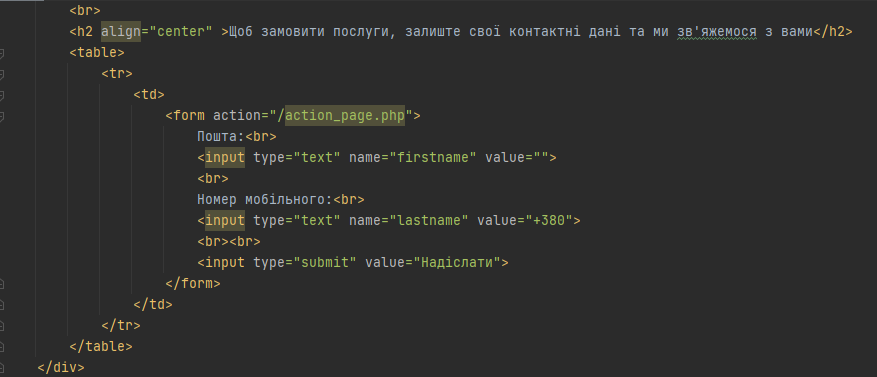 <br>
<h2 align="center" >Щоб замовити послуги, залиште свої контактні дані та ми зв'яжемося з вами</h2>
<table>
<tr>
<td>
<form action="/action_page.php">
Пошта:<br>
<input type="text" name="firstname" value="">
<br>
Номер мобільного:<br>
<input type="text" name="lastname" value="+380">
<br><br>
<input type="submit" value="Надіслати">
</form>
</td>
</tr>
</table>
</div>